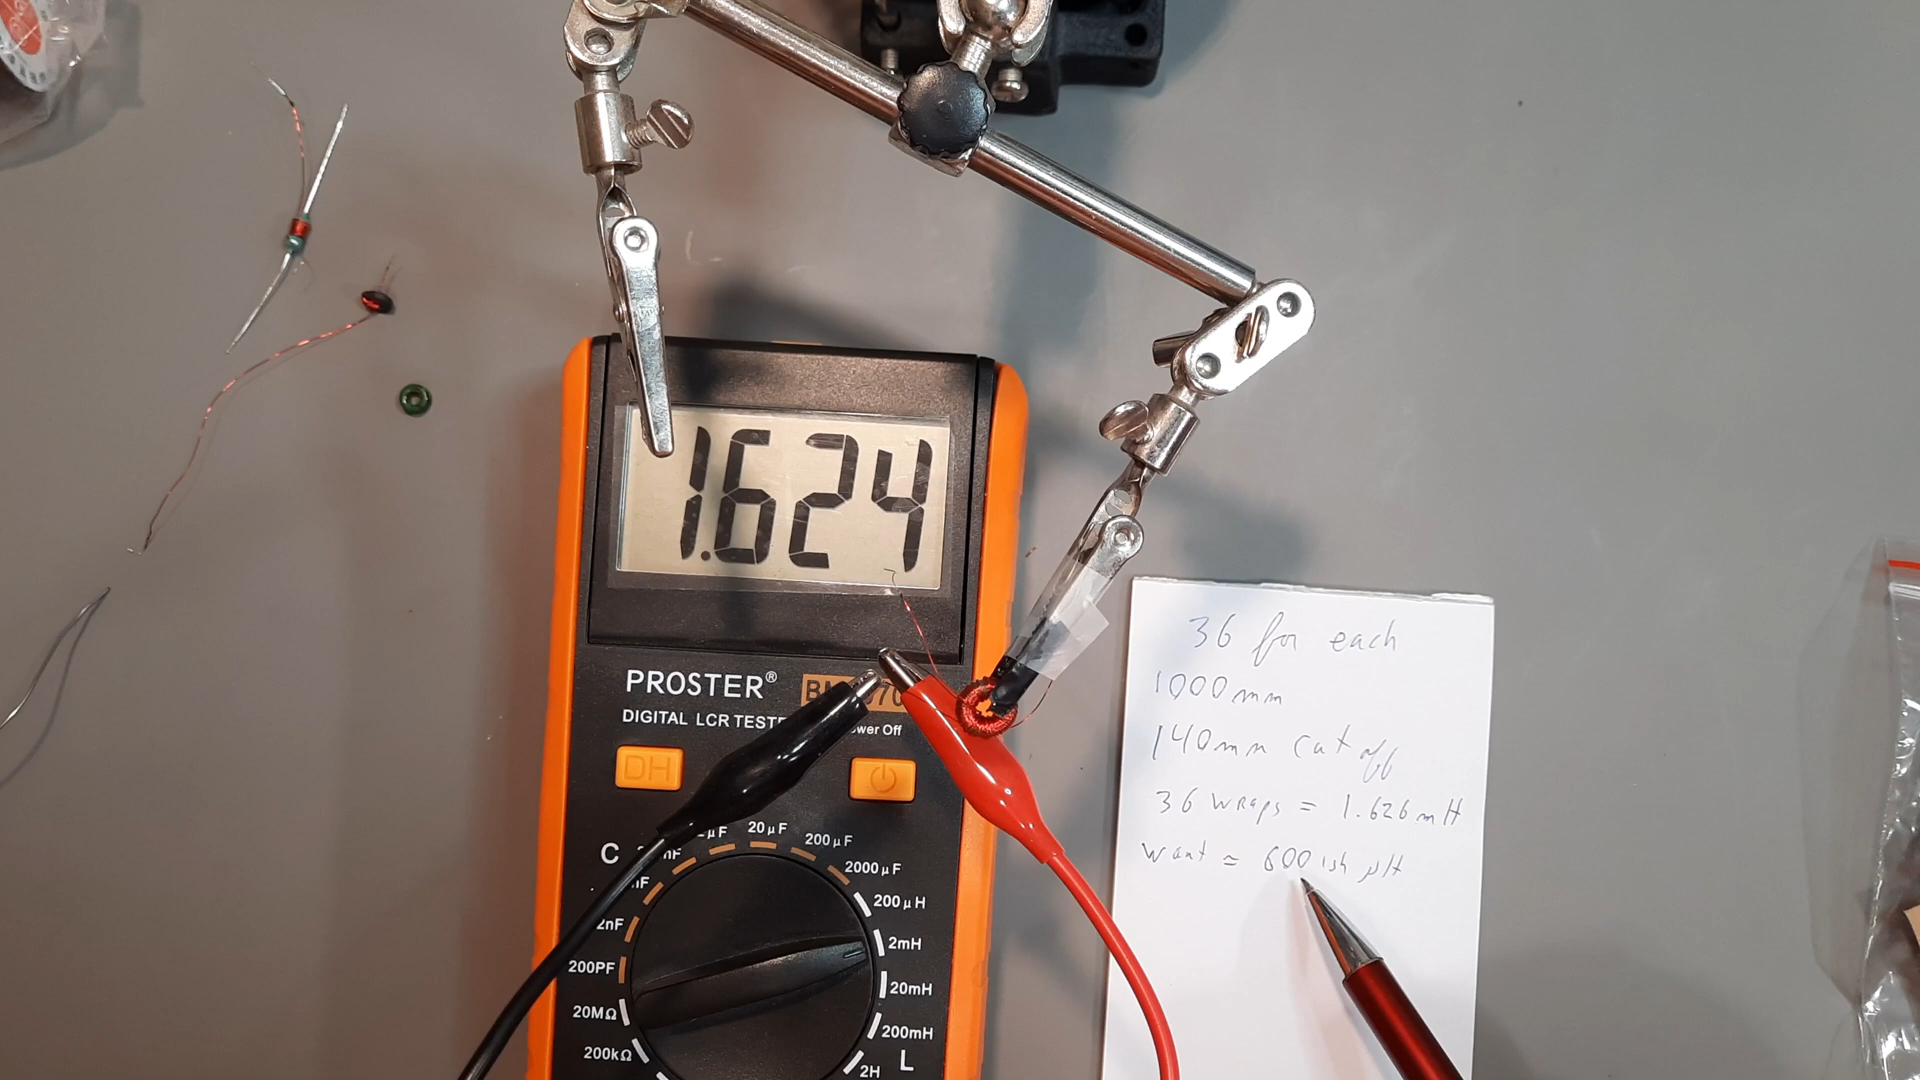 1.624
PROSTER®
DIGITAL LCR TESTE
wer Off
DH
C
20μF
200μF
2000μF
200μH
2mH
20mH
200mH
2H
L
2nF
200PF
20MΩ
200kΩ
36 for each
1000mm
140mm cut off
36 wraps = 1.626mH
want ≈ 600ish μH